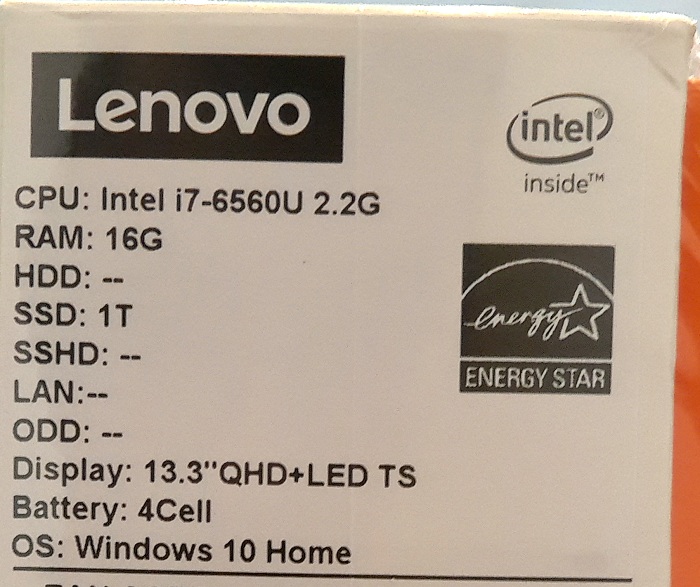 Lenovo
intel®
inside™
CPU: Intel i7-6560U 2.2G
RAM: 16G
HDD: --
SSD: 1T
SSHD: --
LAN:--
ODD: --
Display: 13.3"QHD+LED TS
Battery: 4Cell
OS: Windows 10 Home
energy
ENERGY STAR